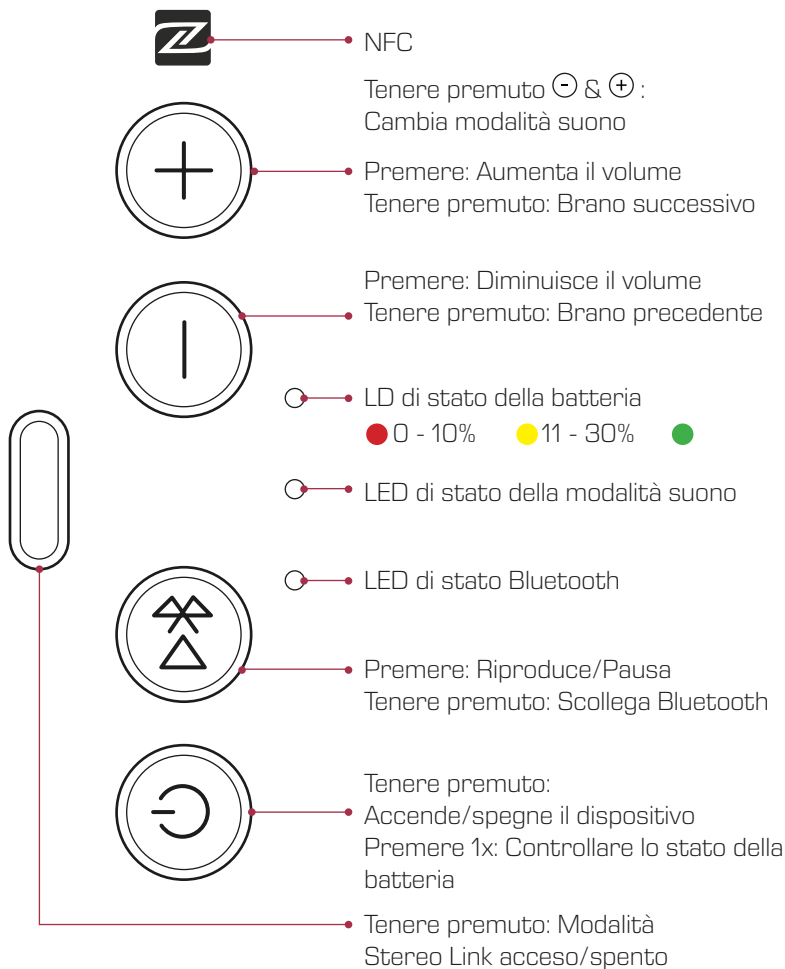 NFC
Tenere premuto ⊖ & ⊕ :
Cambia modalità suono
Premere: Aumenta il volume
Tenere premuto: Brano successivo
Premere: Diminuisce il volume
Tenere premuto: Brano precedente
LD di stato della batteria
0 - 10% 11 - 30%
LED di stato della modalità suono
LED di stato Bluetooth
Premere: Riproduce/Pausa
Tenere premuto: Scollega Bluetooth
Tenere premuto:
Accende/spegne il dispositivo
Premere 1x: Controllare lo stato della
batteria
Tenere premuto: Modalità
Stereo Link acceso/spento